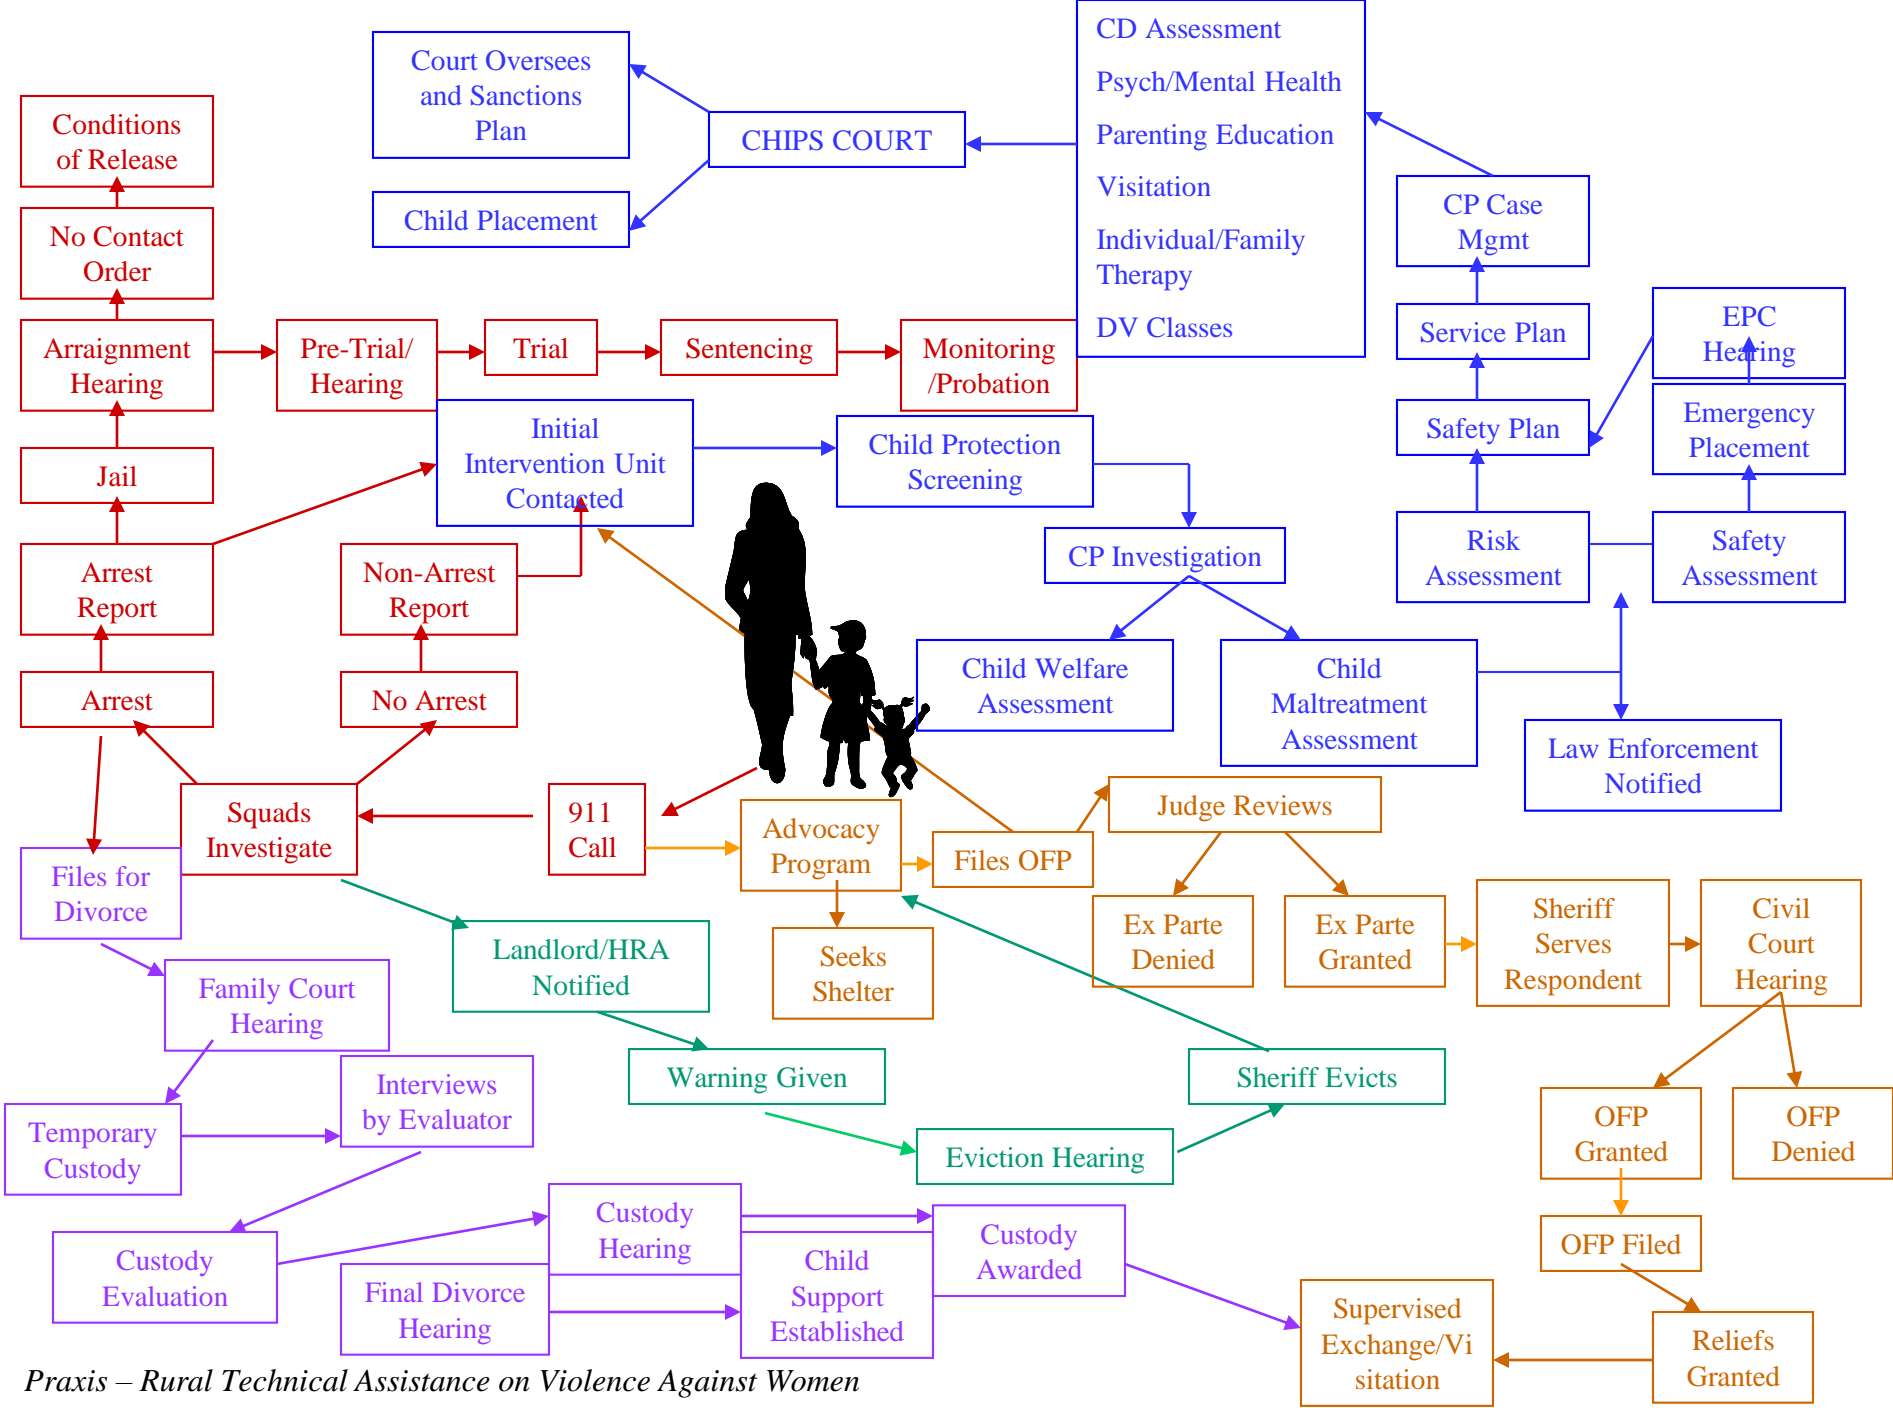 CD Assessment
Psych/Mental Health
Parenting Education
Visitation
Individual/Family
Therapy
DV Classes
Court Oversees
and Sanctions
Plan
CHIPS COURT
Child Placement
Conditions
of Release
No Contact
Order
Arraignment
Hearing
Pre-Trial/
Hearing
Trial
Sentencing
Monitoring
/Probation
CP Case
Mgmt
Service Plan
EPC
Hearing
Safety Plan
Emergency
Placement
Initial
Intervention Unit
Contacted
Child Protection
Screening
Jail
Arrest
Report
Non-Arrest
Report
CP Investigation
Risk
Assessment
Safety
Assessment
Arrest
No Arrest
Child Welfare
Assessment
Child
Maltreatment
Assessment
Law Enforcement
Notified
Squads
Investigate
911
Call
Advocacy
Program
Files OFP
Judge Reviews
Files for
Divorce
Landlord/HRA
Notified
Seeks
Shelter
Ex Parte
Denied
Ex Parte
Granted
Sheriff
Serves
Respondent
Civil
Court
Hearing
Family Court
Hearing
Warning Given
Sheriff Evicts
Temporary
Custody
Interviews
by Evaluator
Eviction Hearing
OFP
Granted
OFP
Denied
Custody
Evaluation
Custody
Hearing
Final Divorce
Hearing
Child
Support
Established
Custody
Awarded
OFP Filed
Supervised
Exchange/Vi
sitation
Reliefs
Granted
Praxis – Rural Technical Assistance on Violence Against Women